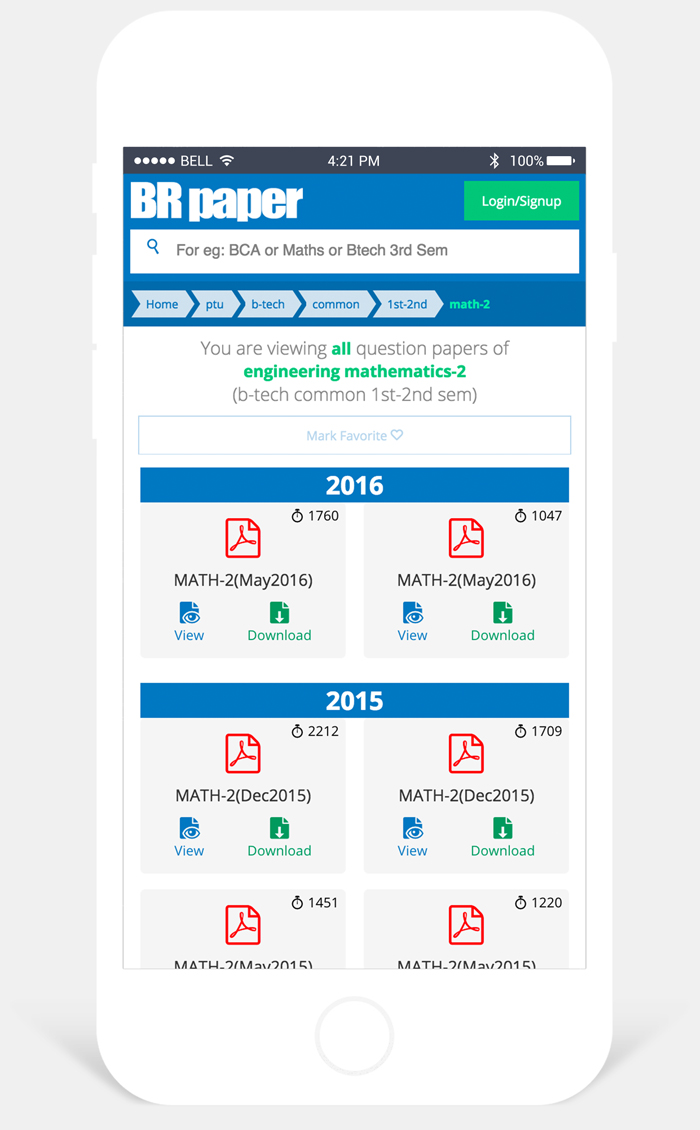 BELL 4:21 PM 100%
BR paper Login/Signup
For eg: BCA or Maths or Btech 3rd Sem
Home ptu b-tech common 1st-2nd math-2
You are viewing all question papers of
engineering mathematics-2
(b-tech common 1st-2nd sem)
Mark Favorite
2016
1760 1047
MATH-2(May2016) MATH-2(May2016)
View Download View Download
2015
2212 1709
MATH-2(Dec2015) MATH-2(Dec2015)
View Download View Download
1451 1220
MATH-2(May2015) MATH-2(May2015)